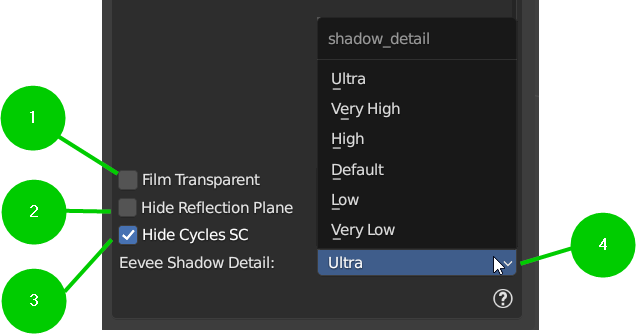 shadow_detail
Ultra
Very High
High
Default
Low
Very Low
1
Film Transparent
2
Hide Reflection Plane
3
Hide Cycles SC
Eevee Shadow Detail:
Ultra
4
?